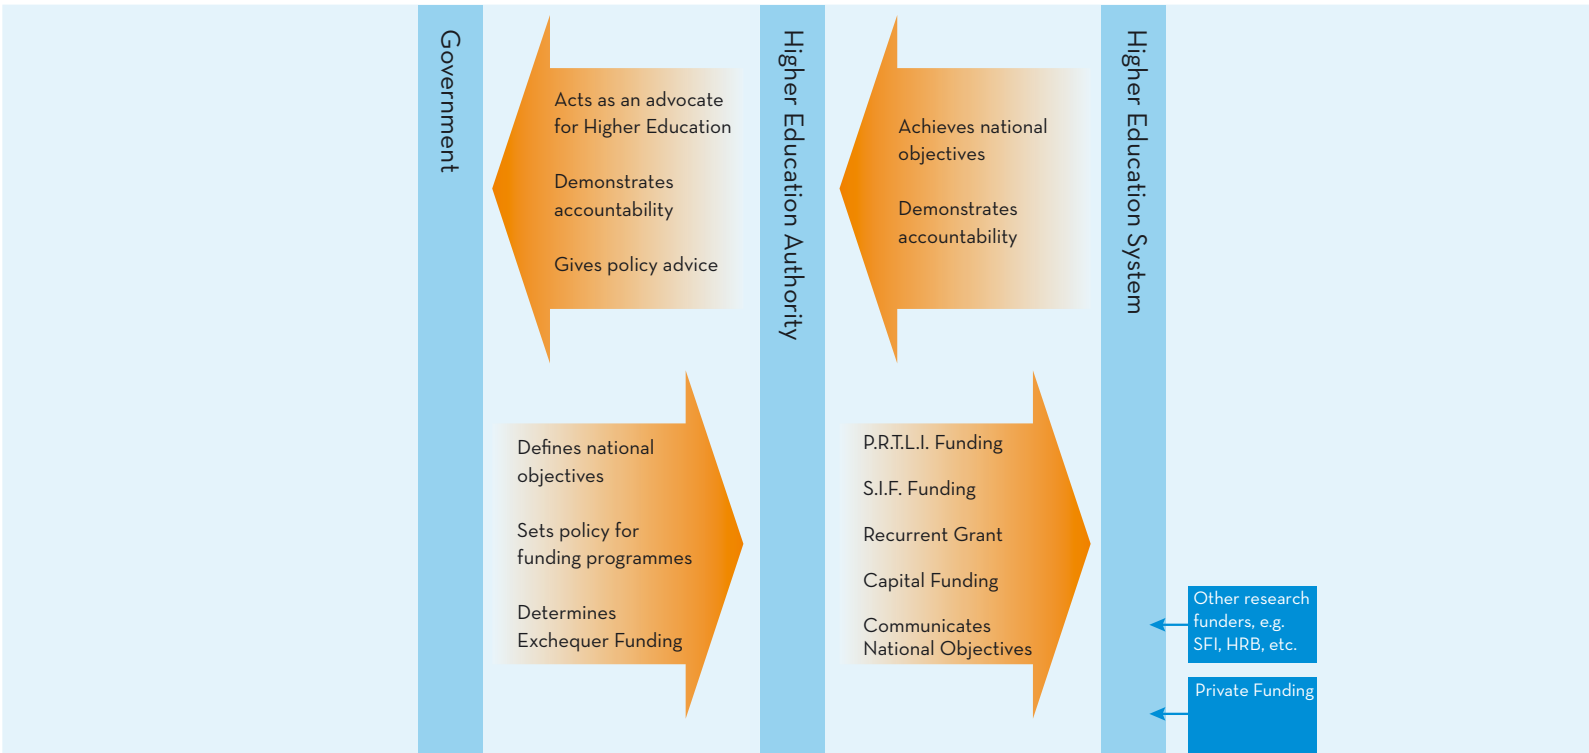 Government
Acts as an advocate
for Higher Education
Demonstrates
accountability
Gives policy advice
Defines national
objectives
Sets policy for
funding programmes
Determines
Exchequer Funding
Higher Education Authority
Achieves national
objectives
Demonstrates
accountability
P.R.T.L.I. Funding
S.I.F. Funding
Recurrent Grant
Capital Funding
Communicates
National Objectives
Higher Education System
Other research
funders, e.g.
SFI, HRB, etc.
Private Funding